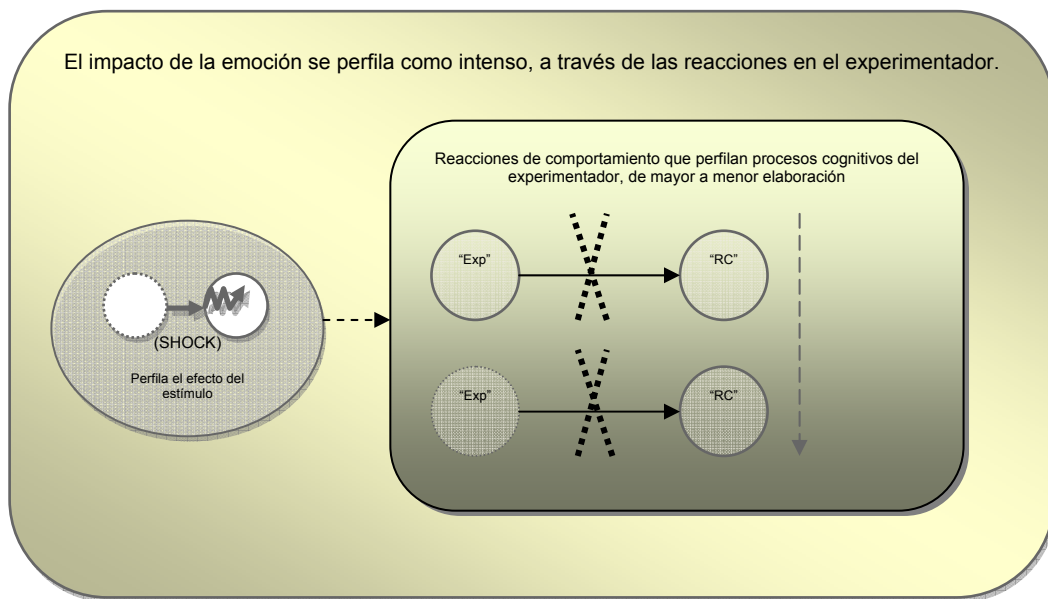 El impacto de la emoción se perfila como intenso, a través de las reacciones en el experimentador.
Reacciones de comportamiento que perfilan procesos cognitivos del
experimentador, de mayor a menor elaboración
“Exp”
“RC”
(SHOCK)
Perfila el efecto del
estímulo
“Exp”
“RC”